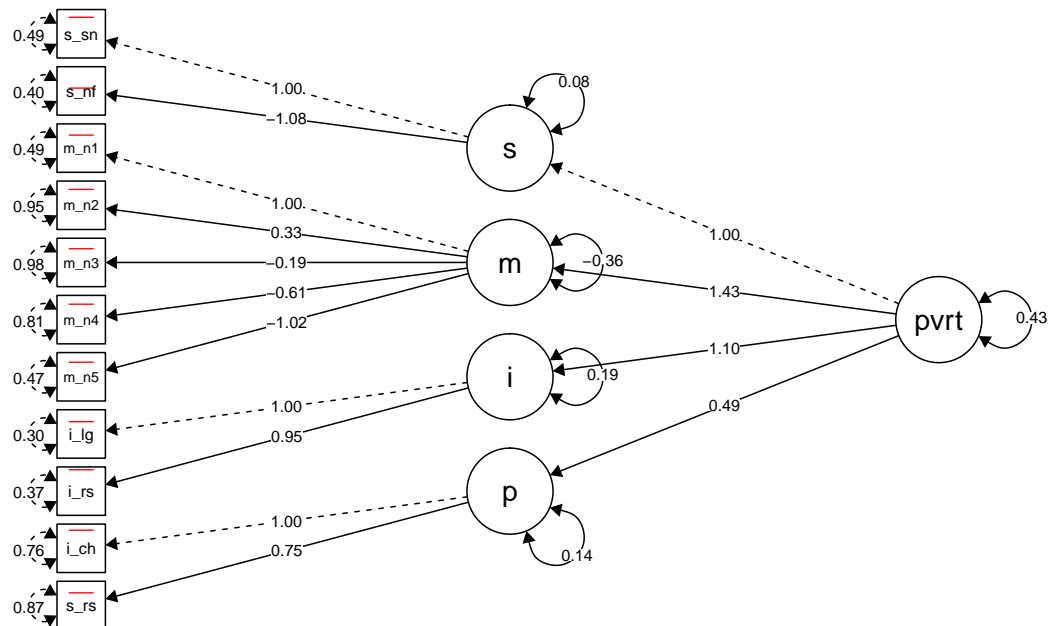 0.49 s_sn
0.40 s_nf
0.49 m_n1
0.95 m_n2
0.98 m_n3
0.81 m_n4
0.47 m_n5
0.30 i_lg
0.37 i_rs
0.76 i_ch
0.87 s_rs
1.00
−1.08
1.00
0.33
−0.19
−0.61
−1.02
1.00
0.95
1.00
0.75
s
0.08
m
−0.36
i
0.19
p
0.14
1.00
1.43
1.10
0.49
pvrt
0.43